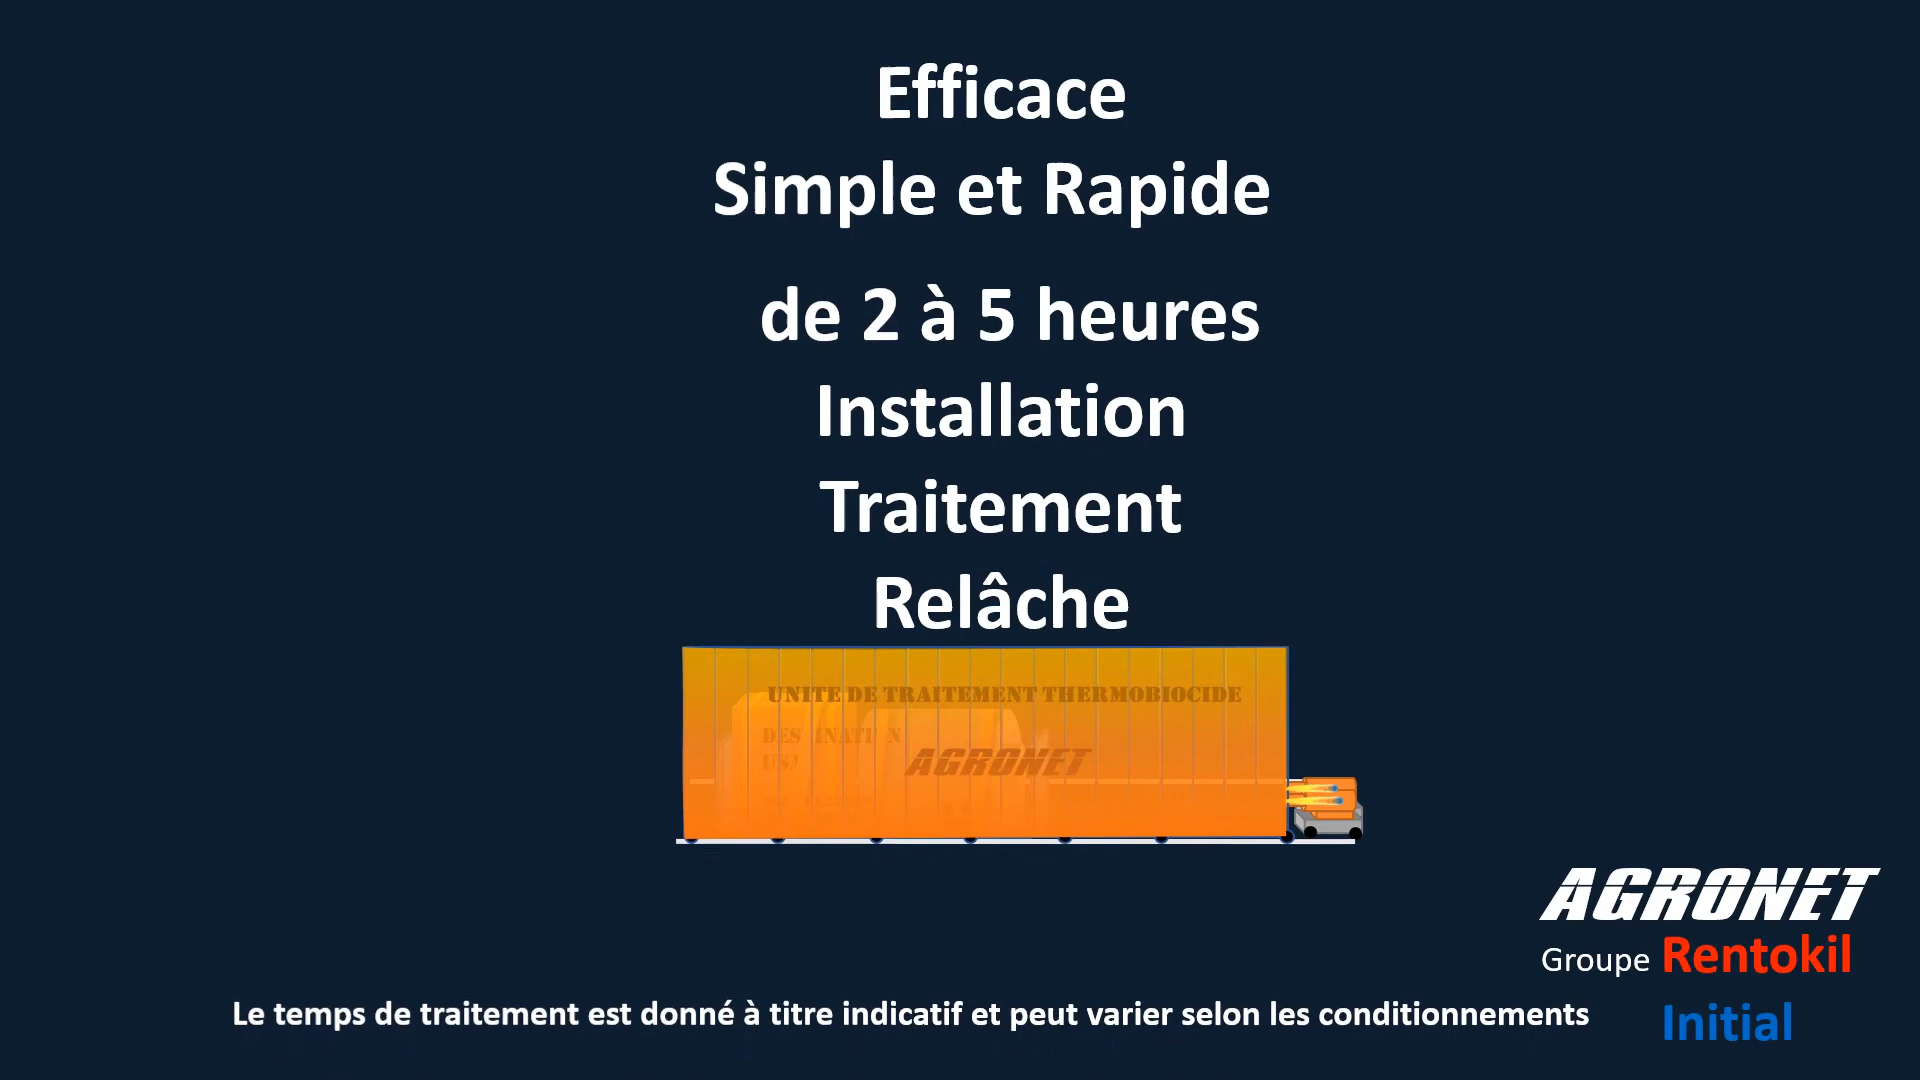 Efficace
Simple et Rapide
de 2 à 5 heures
Installation
Traitement
Relâche
UNITE DE TRAITEMENT THERMOBIOCIDE
AGRONET
AGRONET
Groupe Rentokil
Initial
Le temps de traitement est donné à titre indicatif et peut varier selon les conditionnements